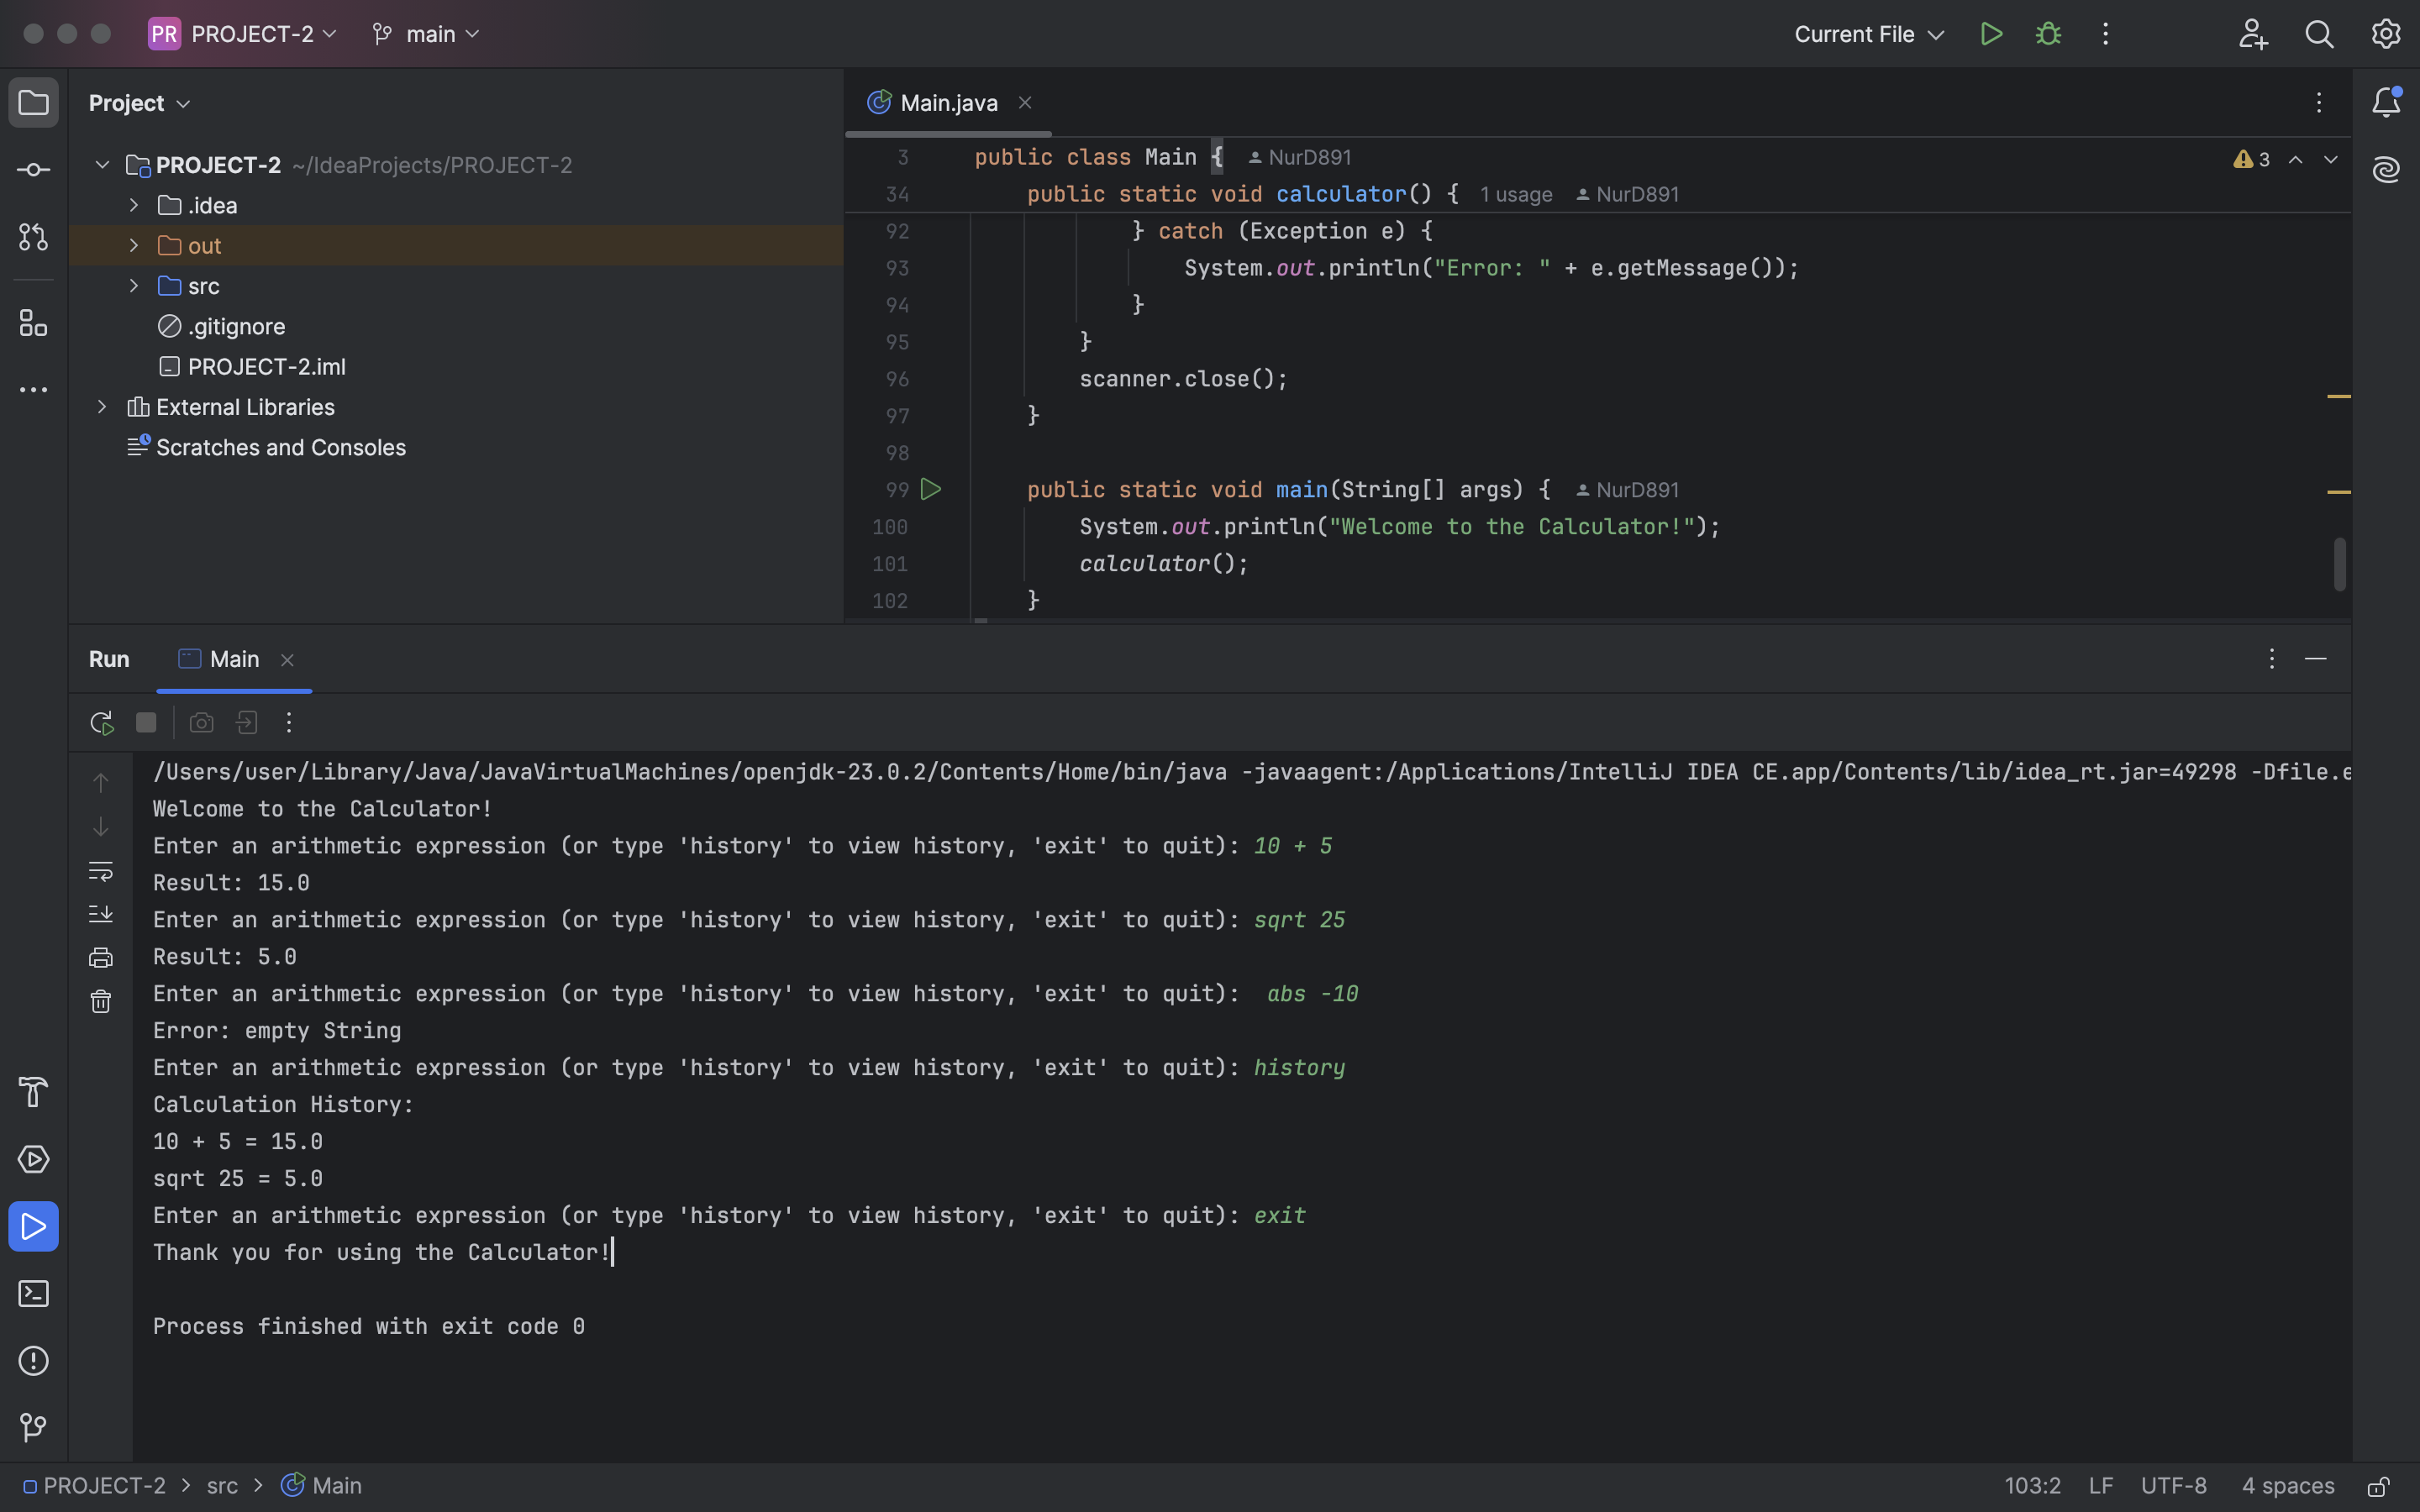 PR PROJECT-2 main Current File
Project
PROJECT-2 ~/IdeaProjects/PROJECT-2
.idea
out
src
.gitignore
PROJECT-2.iml
External Libraries
Scratches and Consoles
Main.java
3 public class Main { NurD891 3
34 public static void calculator() { 1 usage NurD891
92 } catch (Exception e) {
93 System.out.println("Error: " + e.getMessage());
94 }
95 }
96 scanner.close();
97 }
98
99 public static void main(String[] args) { NurD891
100 System.out.println("Welcome to the Calculator!");
101 calculator();
102 }
Run Main
/Users/user/Library/Java/JavaVirtualMachines/openjdk-23.0.2/Contents/Home/bin/java -javaagent:/Applications/IntelliJ IDEA CE.app/Contents/lib/idea_rt.jar=49298 -Dfile.e
Welcome to the Calculator!
Enter an arithmetic expression (or type 'history' to view history, 'exit' to quit): 10 + 5
Result: 15.0
Enter an arithmetic expression (or type 'history' to view history, 'exit' to quit): sqrt 25
Result: 5.0
Enter an arithmetic expression (or type 'history' to view history, 'exit' to quit):  abs -10
Error: empty String
Enter an arithmetic expression (or type 'history' to view history, 'exit' to quit): history
Calculation History:
10 + 5 = 15.0
sqrt 25 = 5.0
Enter an arithmetic expression (or type 'history' to view history, 'exit' to quit): exit
Thank you for using the Calculator!
Process finished with exit code 0
PROJECT-2 > src > Main 103:2 LF UTF-8 4 spaces